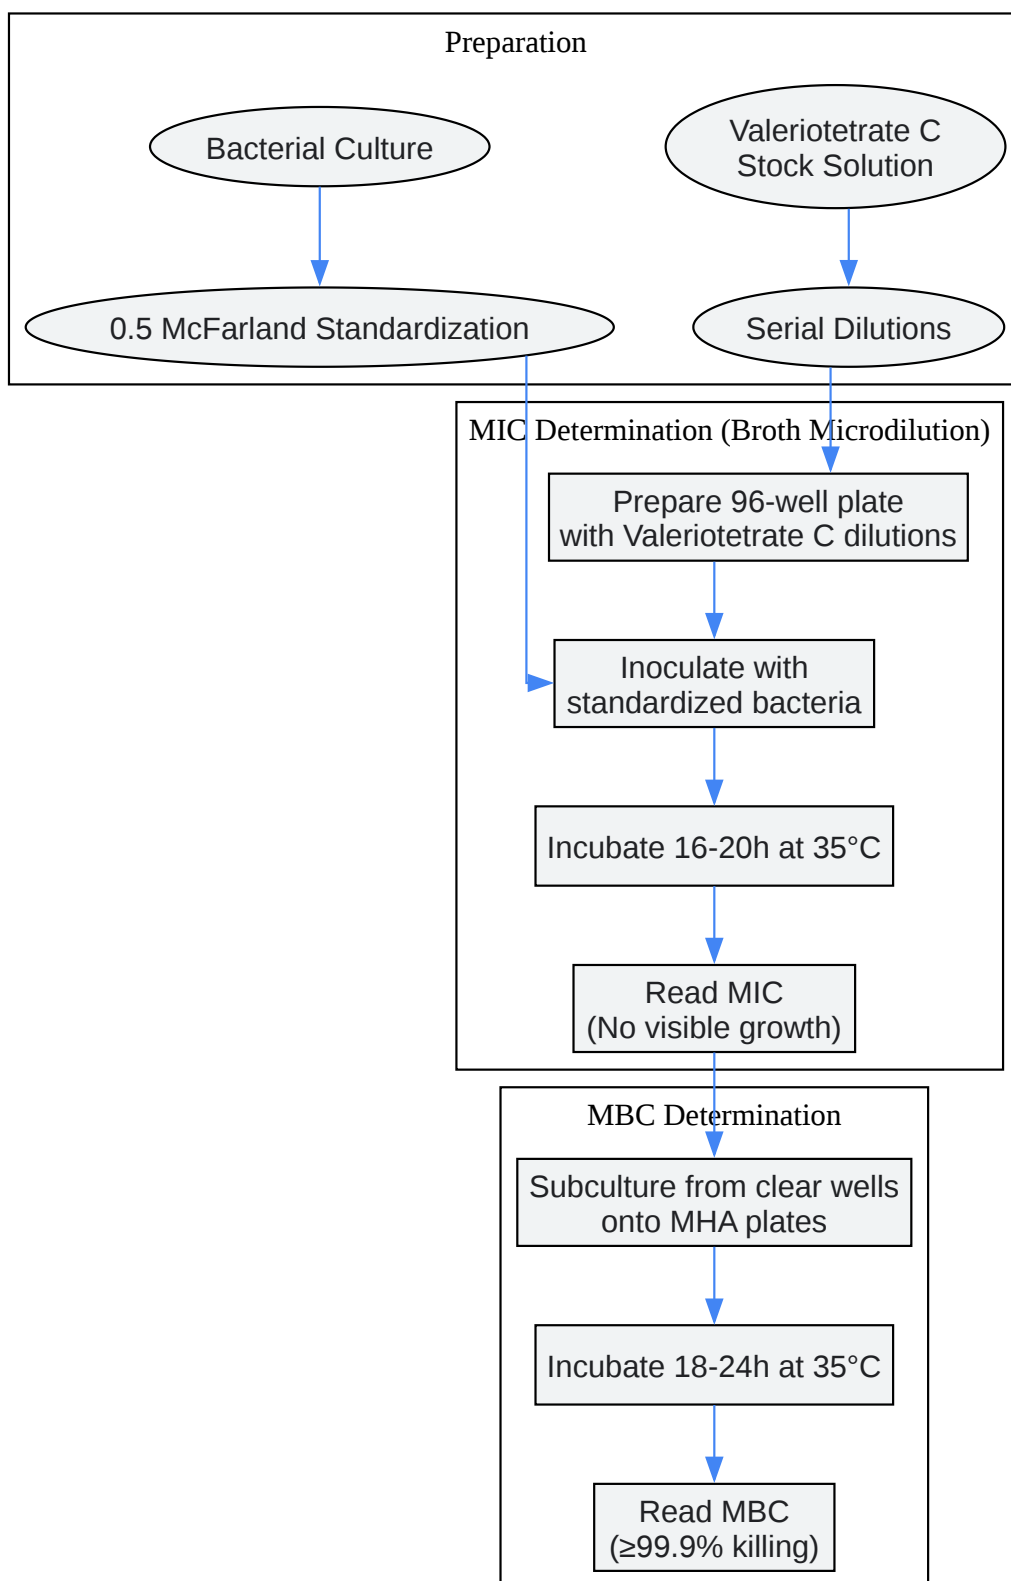 Preparation
Bacterial Culture
Valeriotetrate C
Stock Solution
0.5 McFarland Standardization
Serial Dilutions
MIC Determination (Broth Microdilution)
Prepare 96-well plate
with Valeriotetrate C dilutions
Inoculate with
standardized bacteria
Incubate 16-20h at 35°C
Read MIC
(No visible growth)
MBC Determination
Subculture from clear wells
onto MHA plates
Incubate 18-24h at 35°C
Read MBC
(≥99.9% killing)